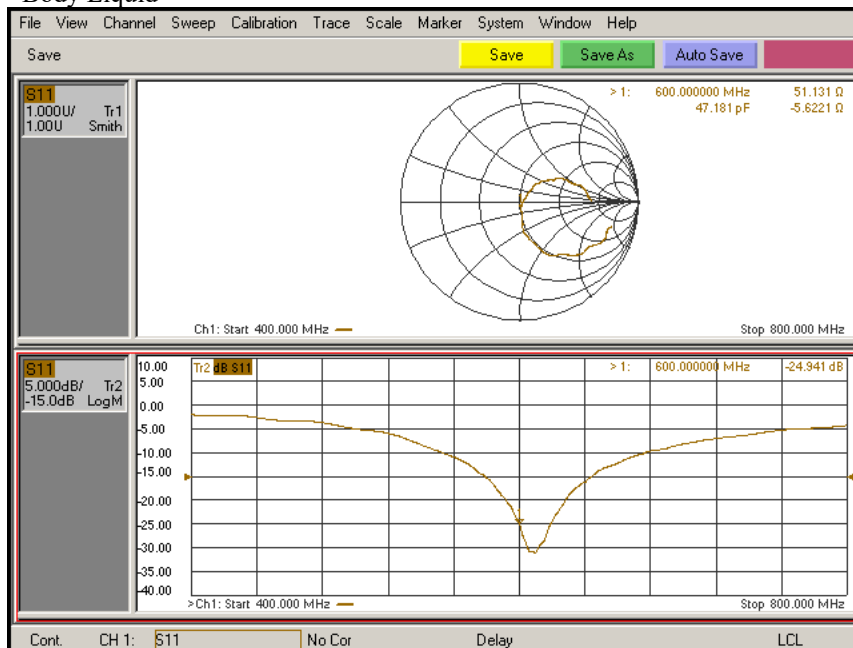 Body Liquid
File View Channel Sweep Calibration Trace Scale Marker System Window Help
Save Save Save As Auto Save
S11
1.000U/ Tr1
1.00U Smith
> 1: 600.000000 MHz 51.131 Ω
47.181 pF -5.6221 Ω
Ch1: Start 400.000 MHz
Stop 800.000 MHz
S11
5.000dB/ Tr2
-15.0dB LogM
Tr2 dB S11
> 1: 600.000000 MHz -24.941 dB
10.00
5.00
0.00
-5.00
-10.00
-15.00
-20.00
-25.00
-30.00
-35.00
-40.00
>Ch1: Start 400.000 MHz
Stop 800.000 MHz
Cont. CH 1: S11 No Cor Delay LCL